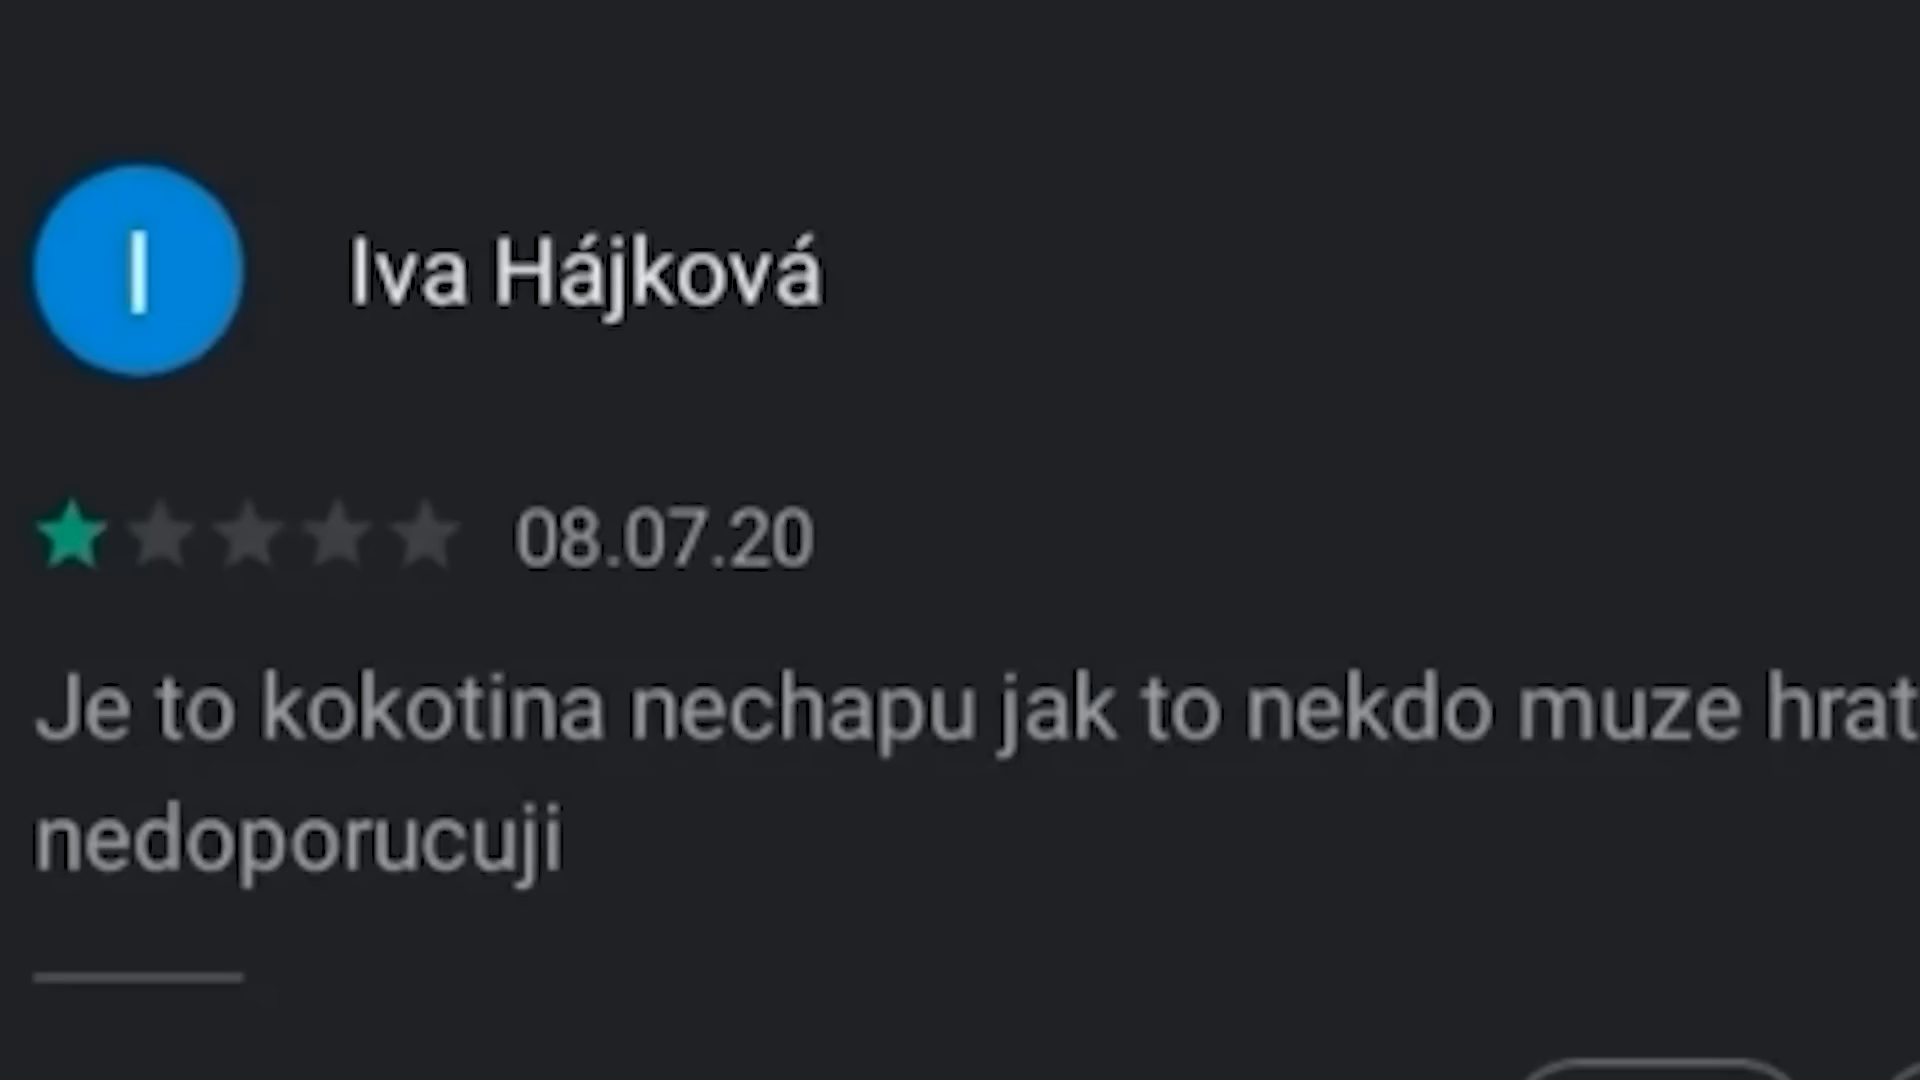 I
Iva Hájková
08.07.20
Je to kokotina nechapu jak to nekdo muze hrat
nedoporucuji